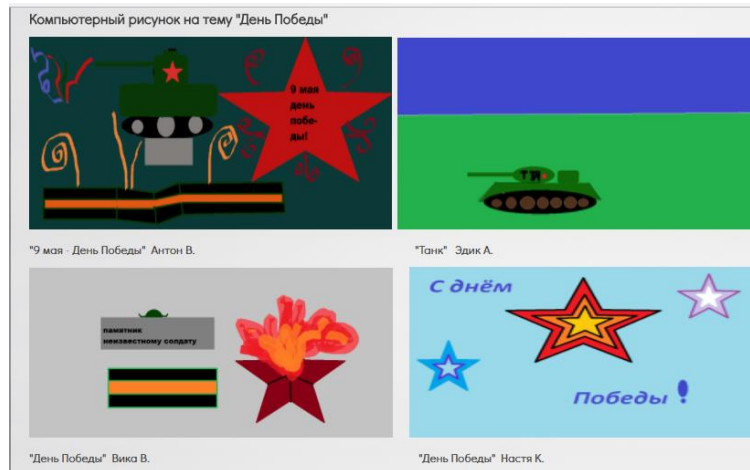 Компьютерный рисунок на тему "День Победы"
9 мая
день
побе-
ды!
"9 мая - День Победы" Антон В.
"Танк" Эдик А.
памятник
неизвестному солдату
"День Победы" Вика В.
С днём
Победы !
"День Победы" Настя К.